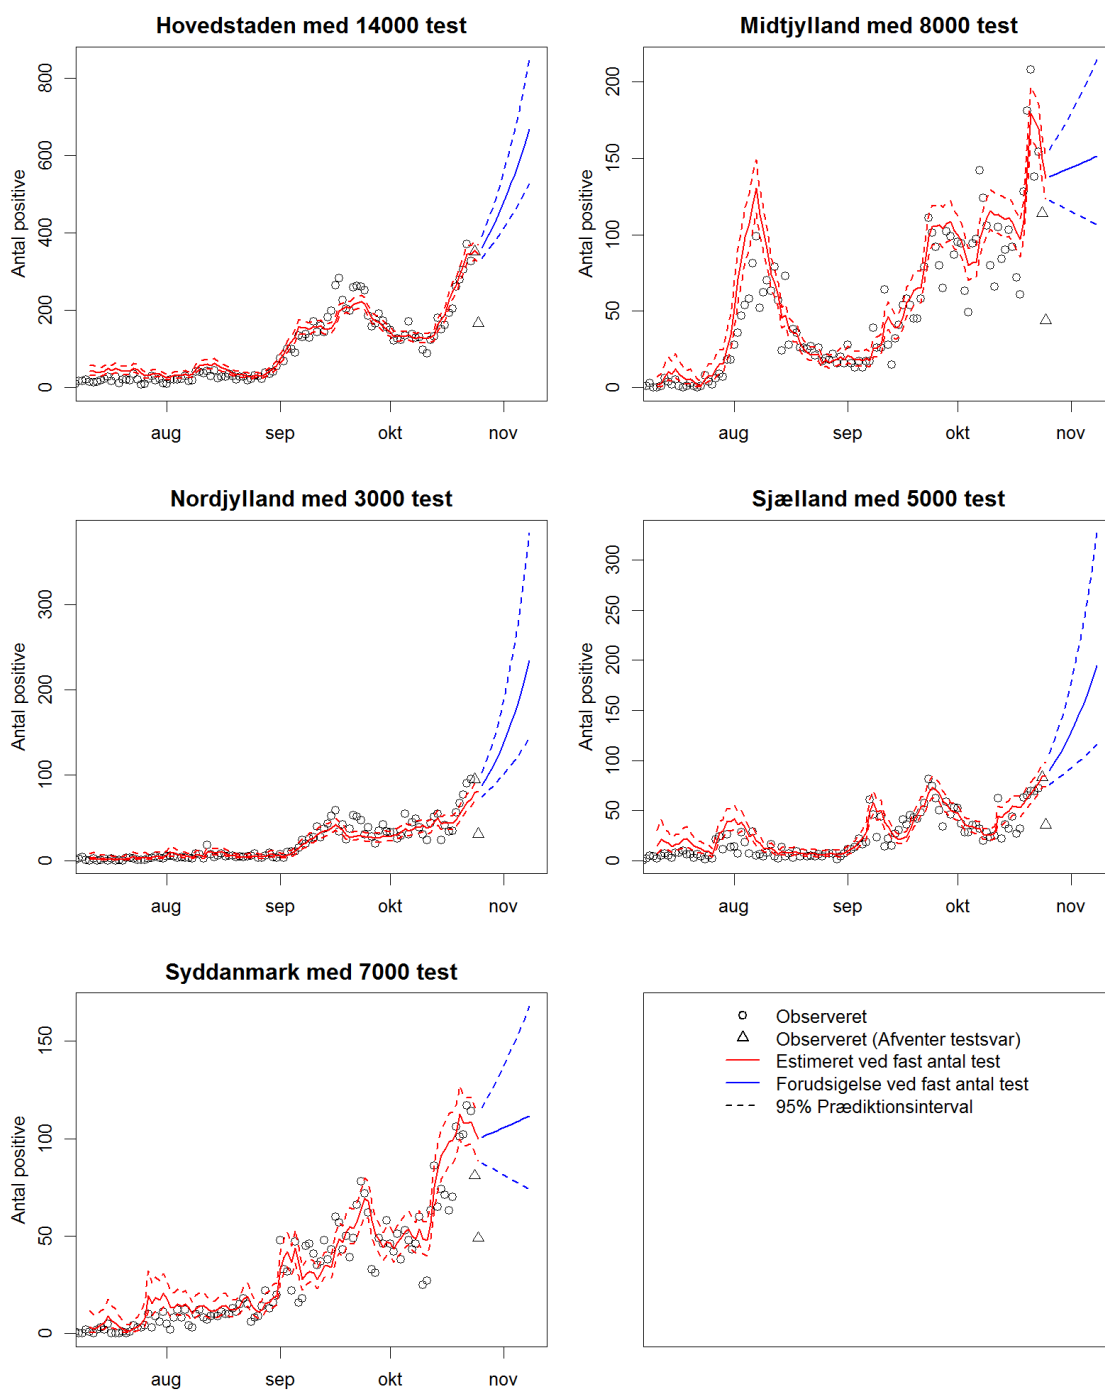 Hovedstaden med 14000 test
Antal positive
0
200
400
600
800
aug
sep
okt
nov
Midtjylland med 8000 test
Antal positive
0
50
100
150
200
aug
sep
okt
nov
Nordjylland med 3000 test
Antal positive
0
100
200
300
aug
sep
okt
nov
Sjælland med 5000 test
Antal positive
0
50
100
150
200
250
300
aug
sep
okt
nov
Syddanmark med 7000 test
Antal positive
0
50
100
150
aug
sep
okt
nov
Observeret
Observeret (Afventer testsvar)
Estimeret ved fast antal test
Forudsigelse ved fast antal test
95% Prædiktionsinterval